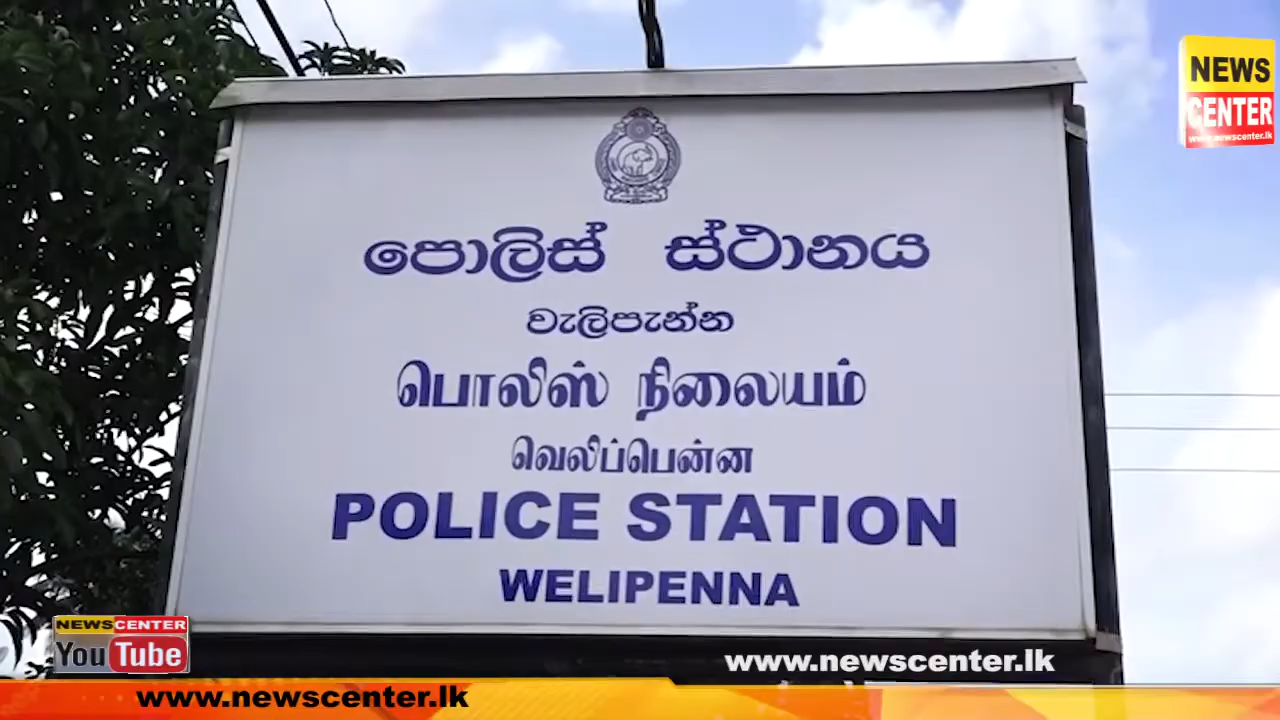 NEWS
CENTER
www.newscenter.lk
පොලිස් ස්ථානය
වැලිපැන්න
பொலிஸ் நிலையம்
வெலிப்பென்ன
POLICE STATION
WELIPENNA
NEWSCENTER
YouTube
www.newscenter.lk
www.newscenter.lk